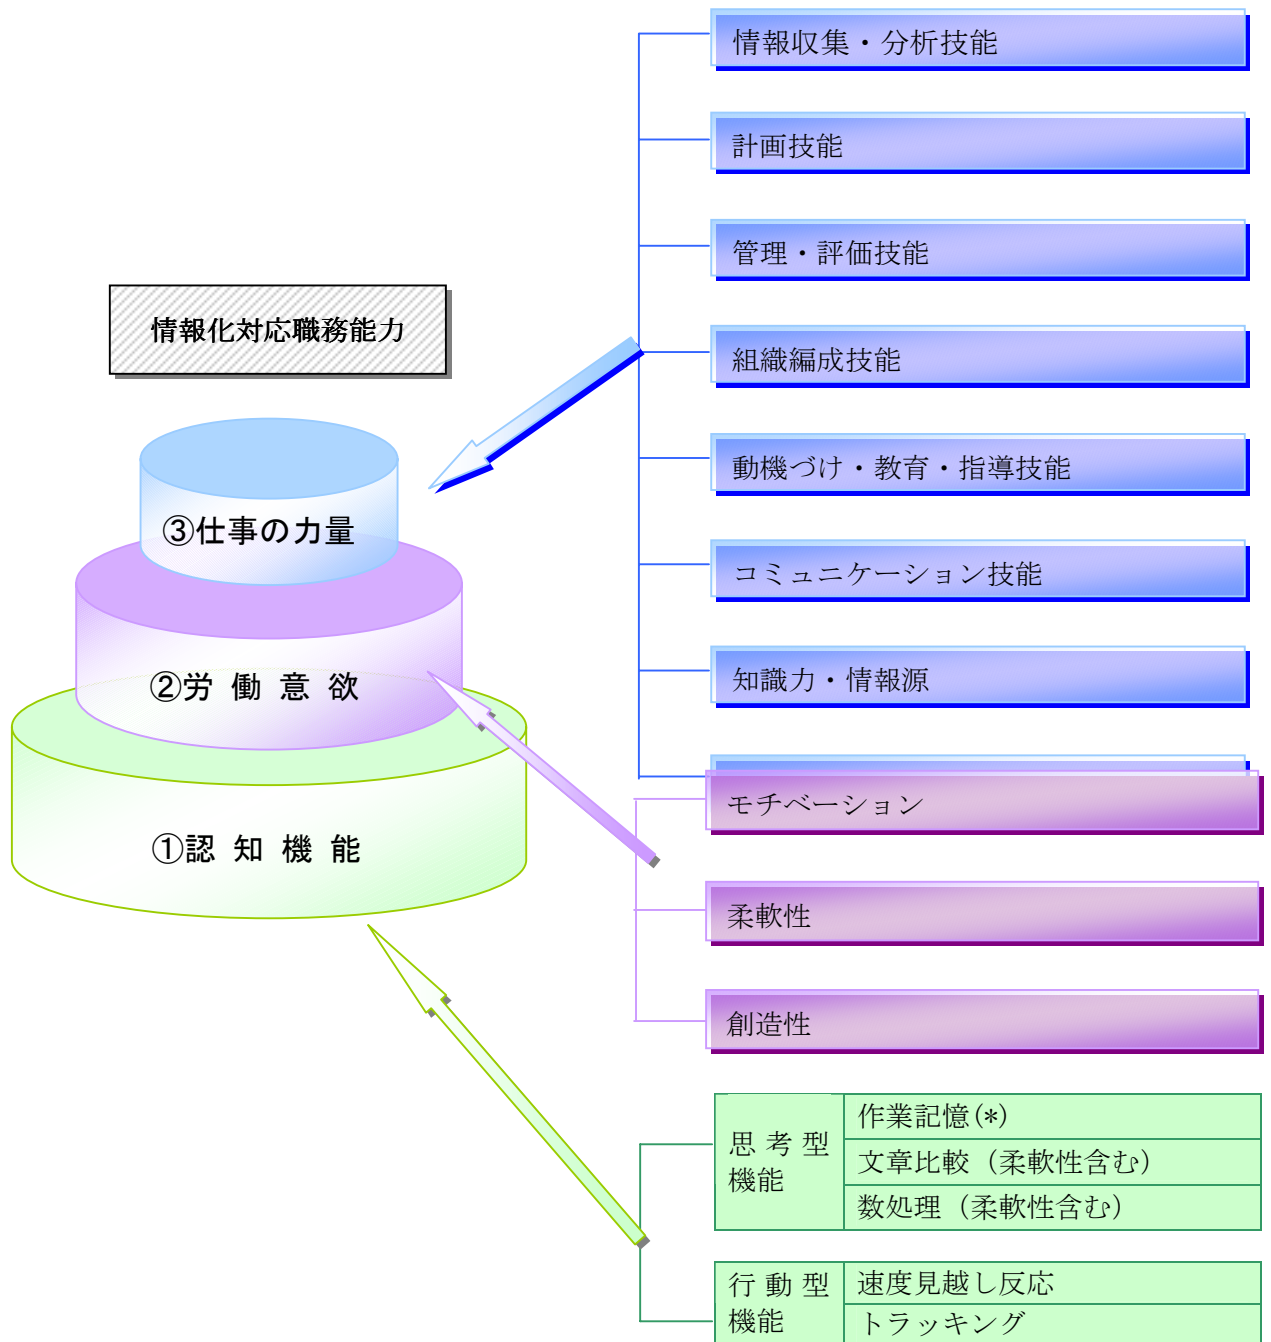 情報化対応職務能力
③仕事の力量
②労 働 意 欲
①認 知 機 能
情報収集・分析技能
計画技能
管理・評価技能
組織編成技能
動機づけ・教育・指導技能
コミュニケーション技能
知識力・情報源
モチベーション
柔軟性
創造性
思 考 型
機能
作業記憶(*)
文章比較（柔軟性含む）
数処理（柔軟性含む）
行 動 型
機能
速度見越し反応
トラッキング